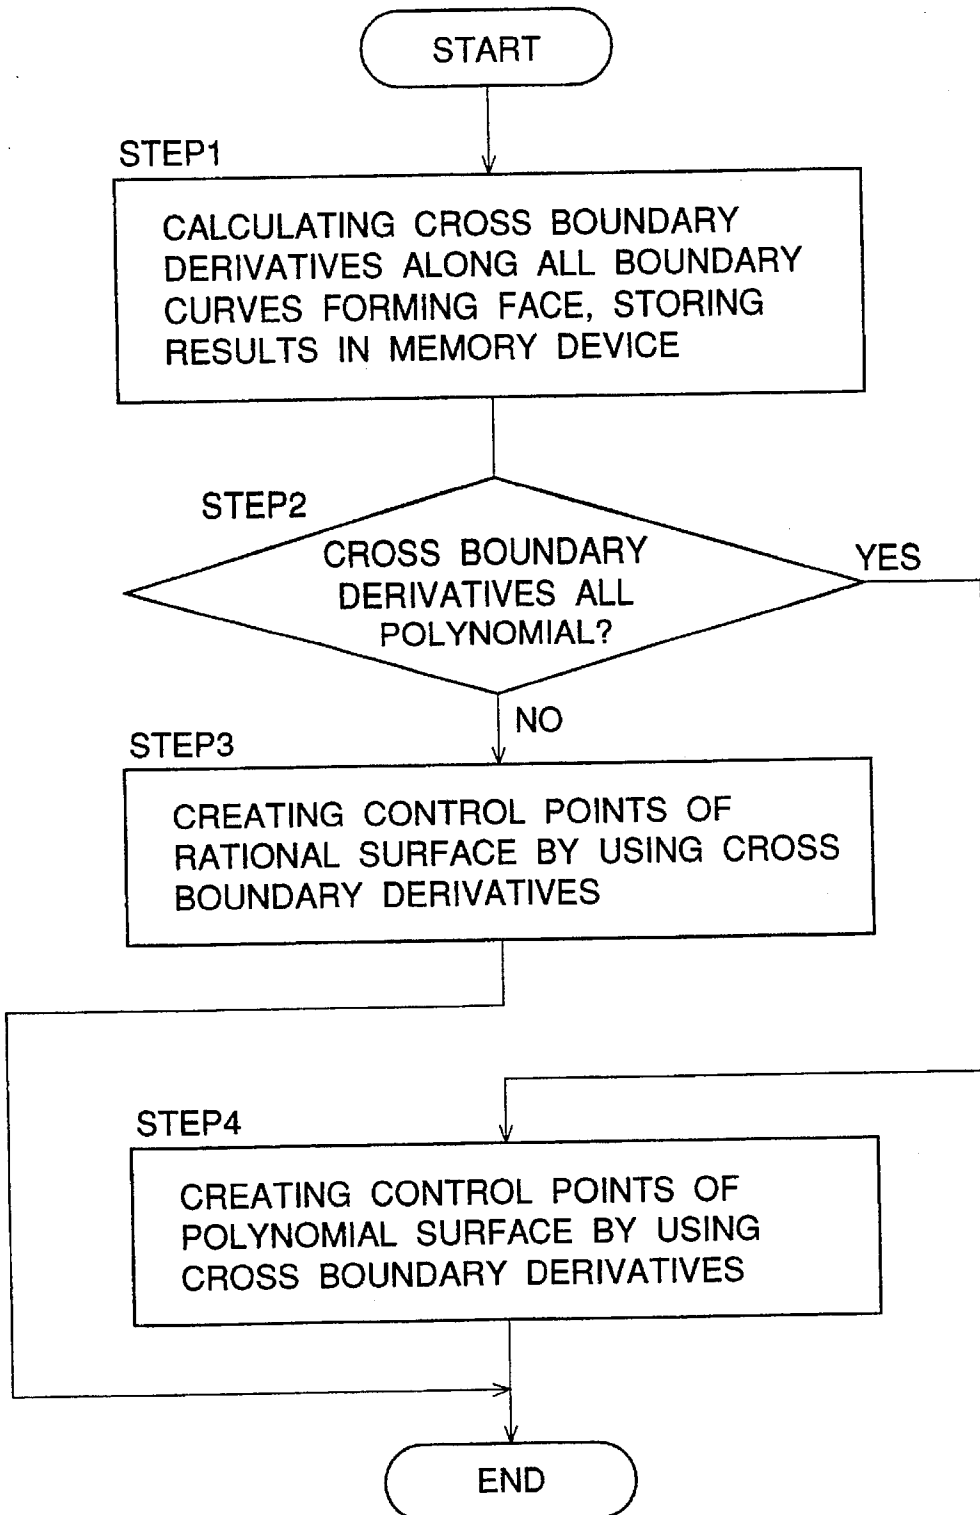 START
STEP1
CALCULATING CROSS BOUNDARY
DERIVATIVES ALONG ALL BOUNDARY
CURVES FORMING FACE, STORING
RESULTS IN MEMORY DEVICE
STEP2
CROSS BOUNDARY
DERIVATIVES ALL
POLYNOMIAL?
YES
NO
STEP3
CREATING CONTROL POINTS OF
RATIONAL SURFACE BY USING CROSS
BOUNDARY DERIVATIVES
STEP4
CREATING CONTROL POINTS OF
POLYNOMIAL SURFACE BY USING
CROSS BOUNDARY DERIVATIVES
END